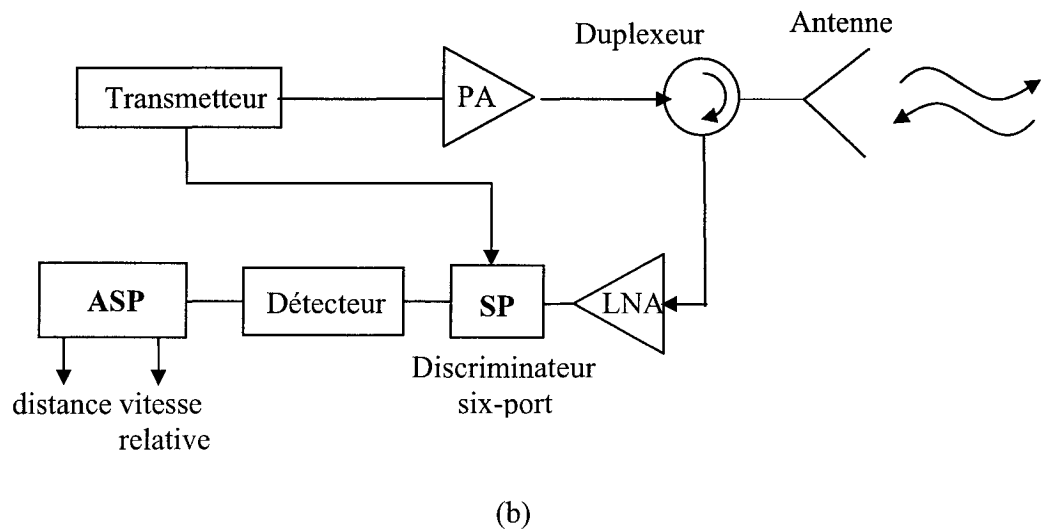 Duplexeur
Antenne
Transmetteur
PA
ASP
Détecteur
SP
LNA
Discriminateur
six-port
distance vitesse
relative
(b)